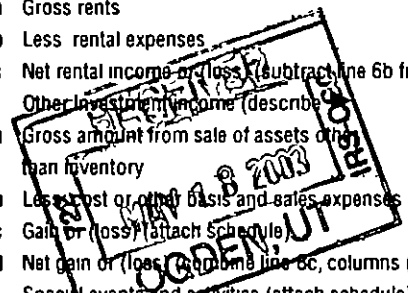 Gross rents
Less rental expenses
Net rental income or (loss) (subtract line 6b fr
Other investment income (describe
Gross amount from sale of assets other
than inventory
Less cost or other basis and sales expenses
Gain or (loss) (attach schedule)
Net gain or (loss) (combine line 8c, columns
Special events and activities (attach schedule)
RECEIVED
MAY 18 2003
OGDEN, UT